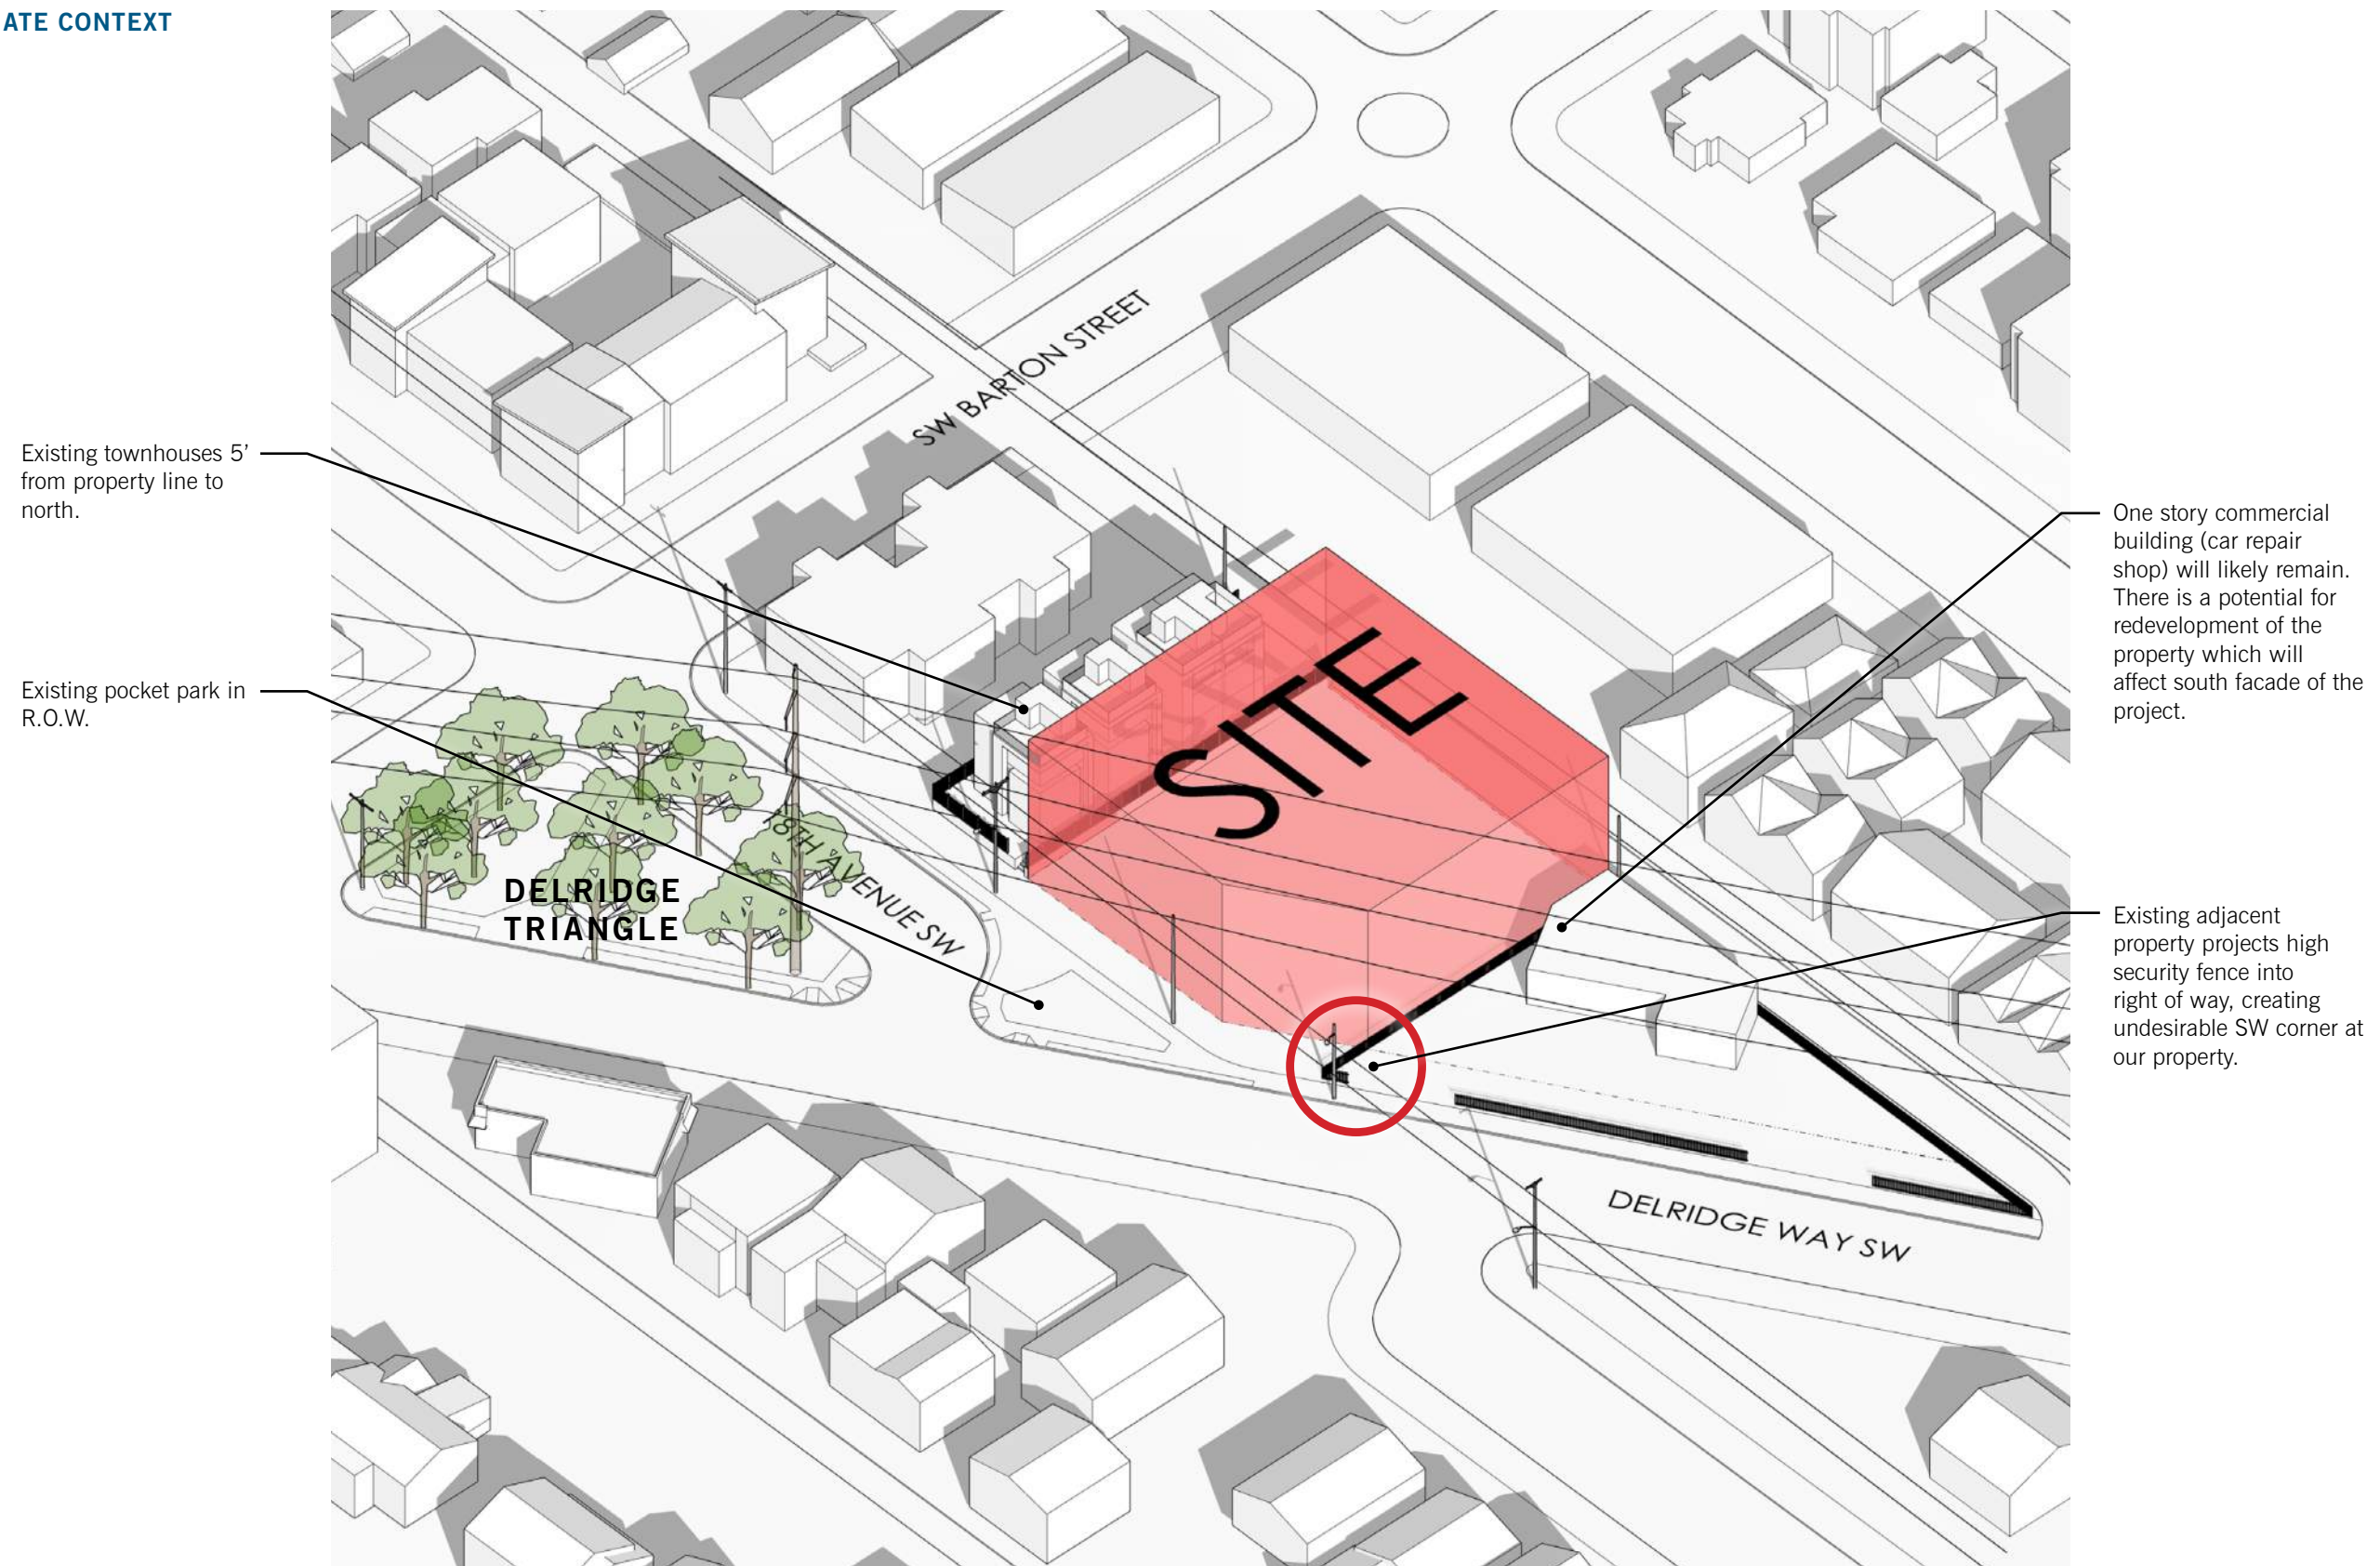 ATE CONTEXT
SW BARTON STREET
Existing townhouses 5’
from property line to
north.
One story commercial
building (car repair
shop) will likely remain.
There is a potential for
redevelopment of the
property which will
affect south facade of the
project.
Existing pocket park in
R.O.W.
SITE
18TH AVENUE SW
DELRIDGE
TRIANGLE
Existing adjacent
property projects high
security fence into
right of way, creating
undesirable SW corner at
our property.
DELRIDGE WAY SW